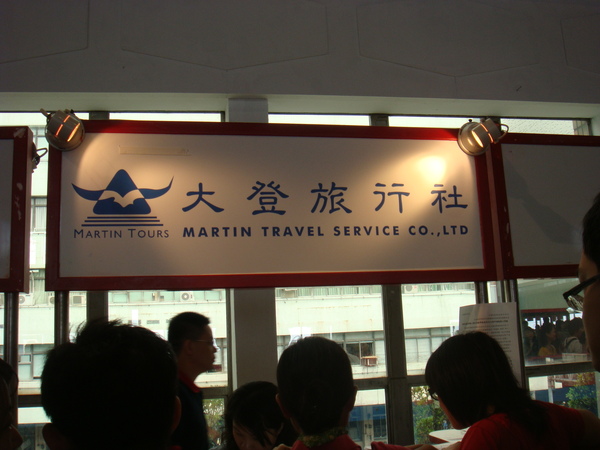 大登旅行社
MARTIN TOURS
MARTIN TRAVEL SERVICE CO.,LTD